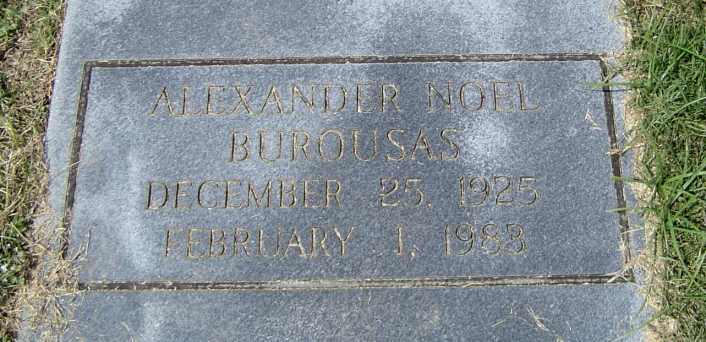 ALEXANDER NOEL
BUROUSAS
DECEMBER 25, 1925
FEBRUARY 1, 1983